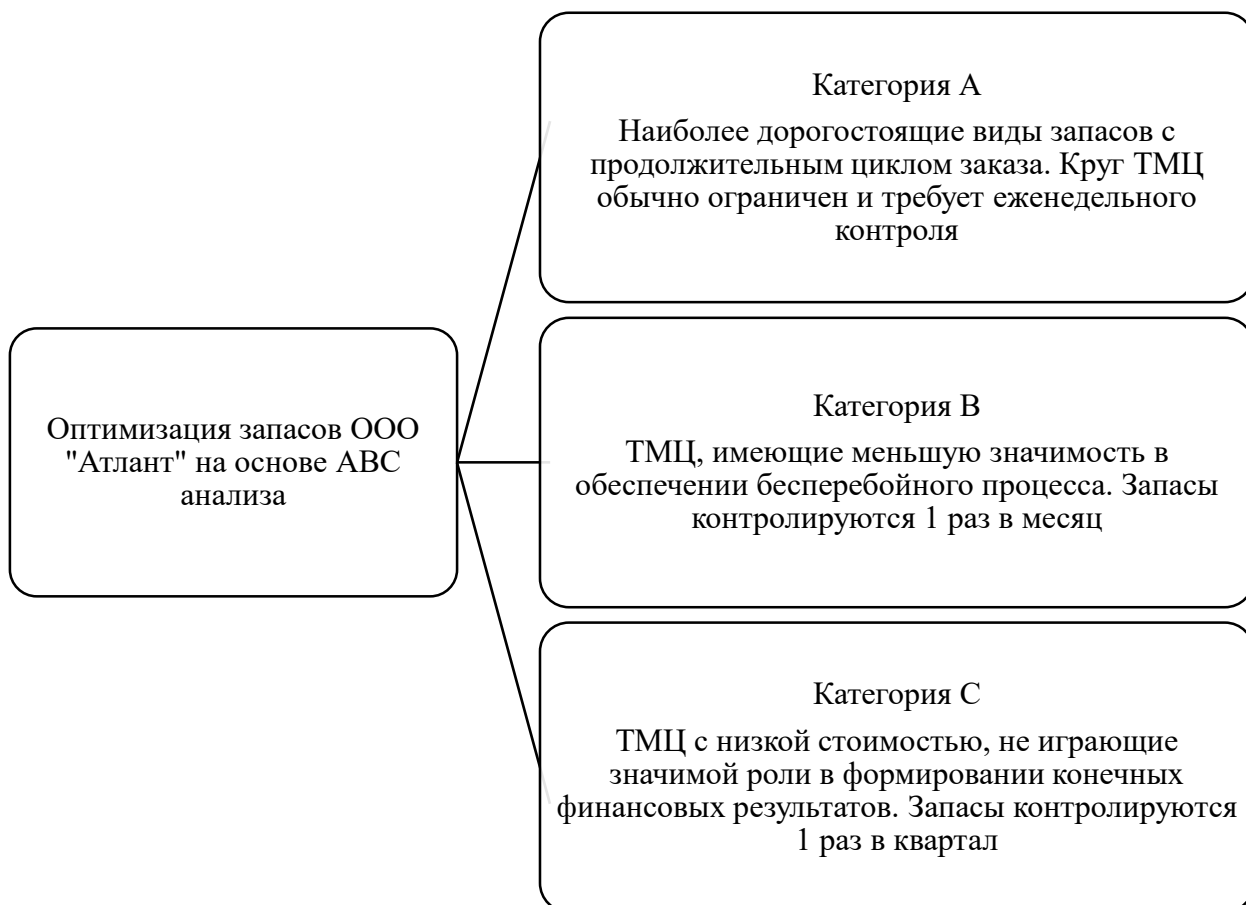 Категория А
Наиболее дорогостоящие виды запасов с
продолжительным циклом заказа. Круг ТМЦ
обычно ограничен и требует еженедельного
контроля
Оптимизация запасов ООО
"Атлант" на основе АВС
анализа
Категория В
ТМЦ, имеющие меньшую значимость в
обеспечении бесперебойного процесса. Запасы
контролируются 1 раз в месяц
Категория С
ТМЦ с низкой стоимостью, не играющие
значимой роли в формировании конечных
финансовых результатов. Запасы контролируются
1 раз в квартал